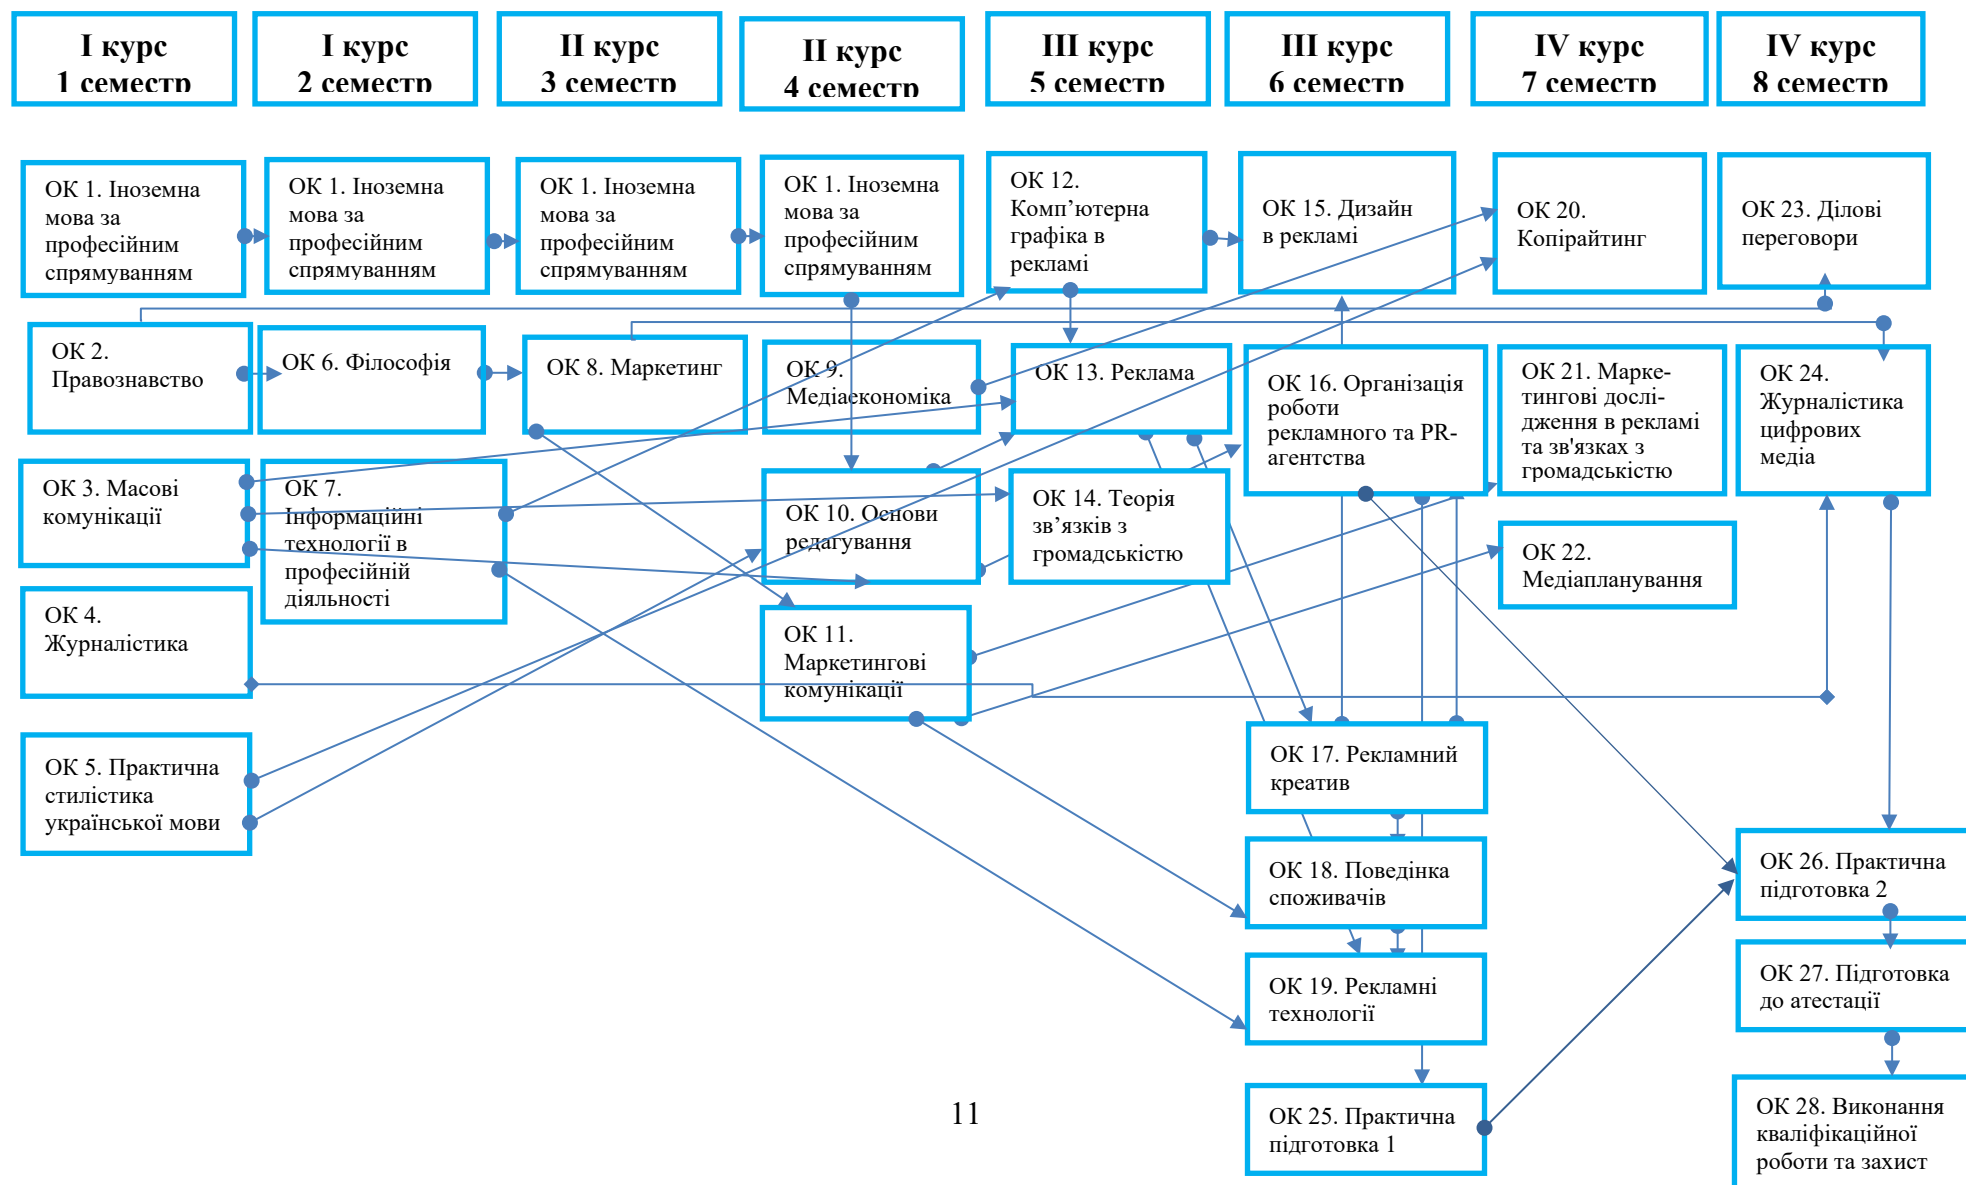 І курс
1 семестр
І курс
2 семестр
ІІ курс
3 семестр
ІІ курс
4 семестр
ІІІ курс
5 семестр
ІІІ курс
6 семестр
IV курс
7 семестр
IV курс
8 семестр
ОК 1. Іноземна
мова за
професійним
спрямуванням
ОК 1. Іноземна
мова за
професійним
спрямуванням
ОК 1. Іноземна
мова за
професійним
спрямуванням
ОК 1. Іноземна
мова за
професійним
спрямуванням
ОК 12.
Комп’ютерна
графіка в
рекламі
ОК 15. Дизайн
в рекламі
ОК 20.
Копірайтинг
ОК 23. Ділові
переговори
ОК 2.
Правознавство
ОК 6. Філософія
ОК 8. Маркетинг
ОК 9.
Медіаекономіка
ОК 13. Реклама
ОК 16. Організація
роботи
рекламного та PR-
агентства
ОК 21. Марке-
тингові дослі-
дження в рекламі
та зв'язках з
громадськістю
ОК 24.
Журналістика
цифрових
медіа
ОК 3. Масові
комунікації
ОК 7.
Інформаційні
технології в
професійній
діяльності
ОК 10. Основи
редагування
ОК 14. Теорія
зв’язків з
громадськістю
ОК 22.
Медіапланування
ОК 4.
Журналістика
ОК 11.
Маркетингові
комунікації
ОК 5. Практична
стилістика
української мови
ОК 17. Рекламний
креатив
ОК 18. Поведінка
споживачів
ОК 26. Практична
підготовка 2
ОК 19. Рекламні
технології
ОК 27. Підготовка
до атестації
ОК 25. Практична
підготовка 1
ОК 28. Виконання
кваліфікаційної
роботи та захист
11